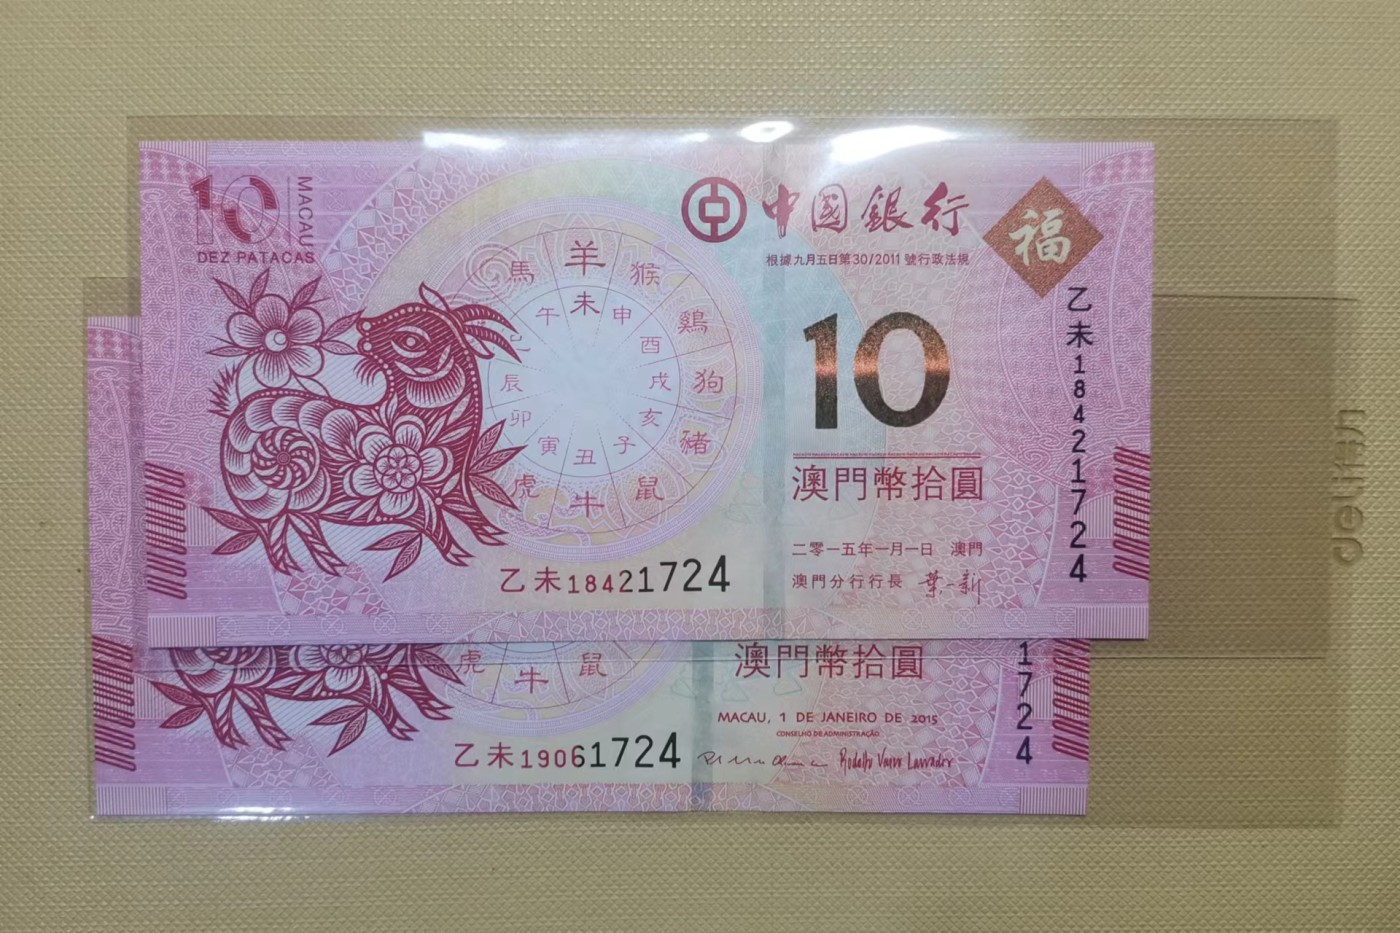 10
MACAU
DEZ PATACAS
中國銀行
根據九月五日第30/2011 號行政法規
福
羊
猴
鷄
狗
豬
鼠
牛
虎
馬
未
申
酉
戌
亥
子
丑
寅
卯
辰
巳
午
10
澳門幣拾圓
二零一五年一月一日 澳門
澳門分行行長 葉一新
乙未18421724
乙未18421724
虎
牛
鼠
澳門幣拾圓
MACAU, 1 DE JANEIRO DE 2015
CONSELHO DE ADMINISTRAÇÃO
乙未19061724
1724